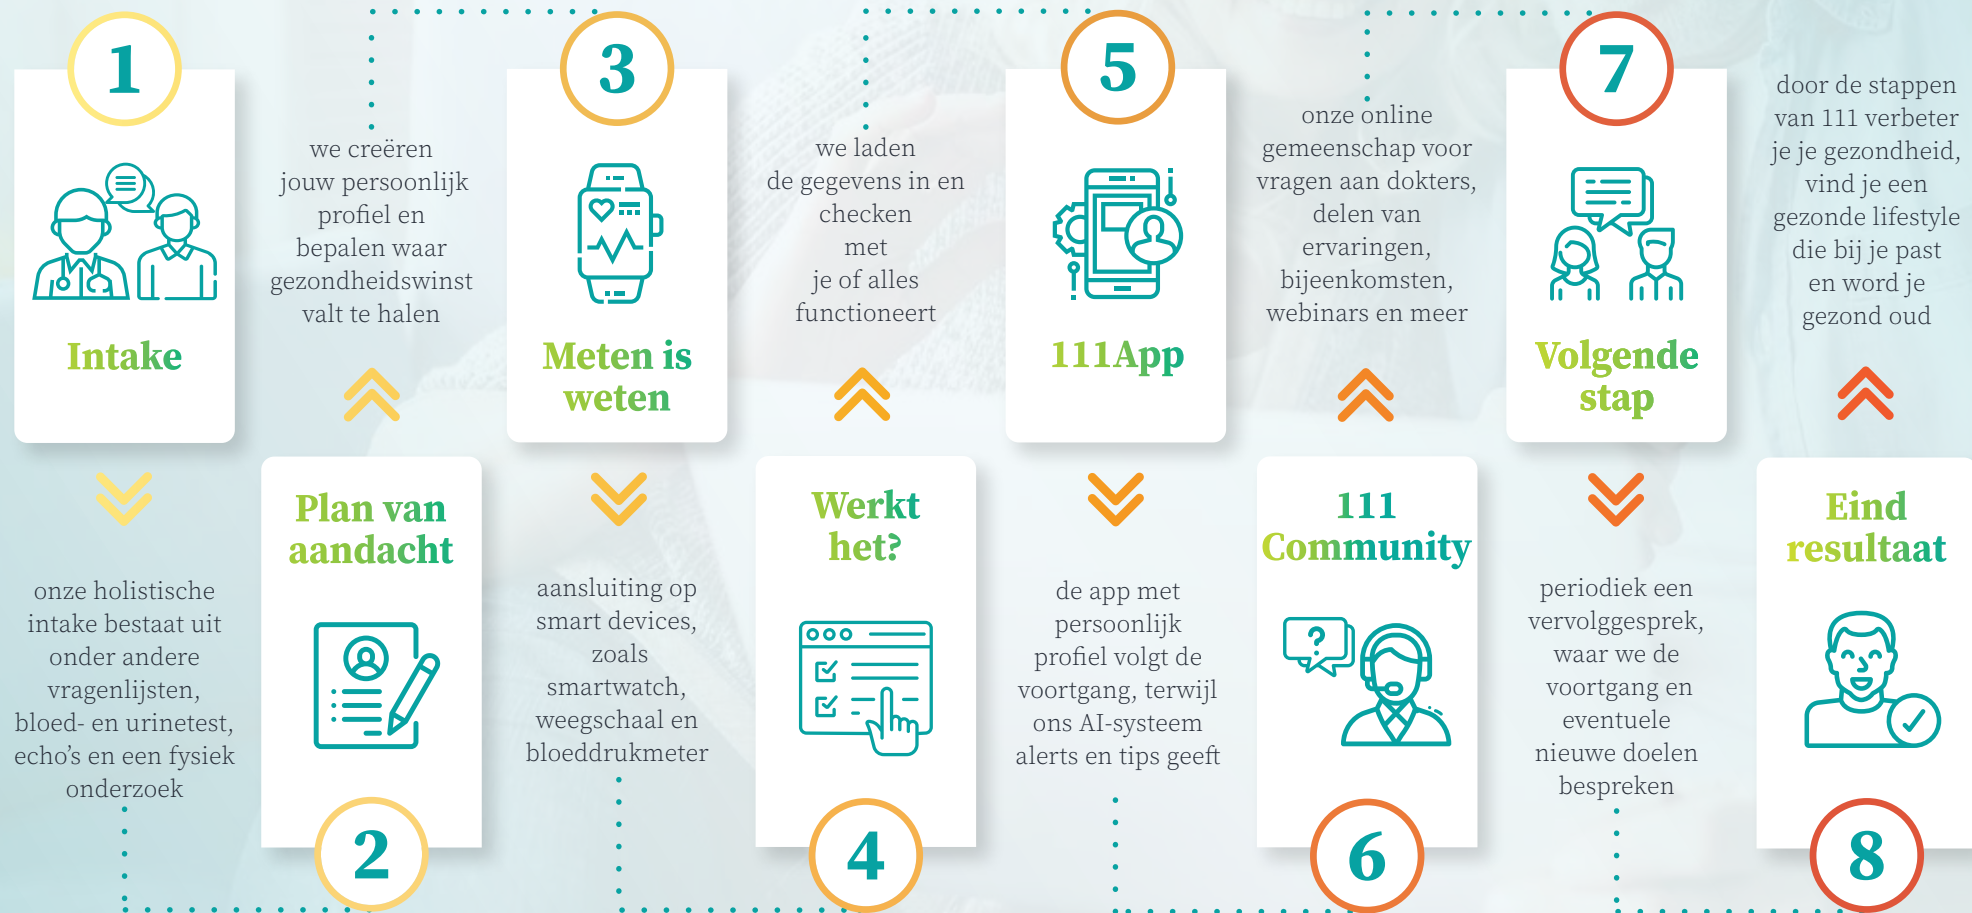 1
Intake
onze holistische
intake bestaat uit
onder andere
vragenlijsten,
bloed- en urinetest,
echo's en een fysiek
onderzoek
2
Plan van
aandacht
we creëren
jouw persoonlijk
profiel en
bepalen waar
gezondheidswinst
valt te halen
3
Meten is
weten
aansluiting op
smart devices,
zoals
smartwatch,
weegschaal en
bloeddrukmeter
4
Werkt
het?
we laden
de gegevens in en
checken
met
je of alles
functioneert
5
111App
de app met
persoonlijk
profiel volgt de
voortgang, terwijl
ons AI-systeem
alerts en tips geeft
6
111
Community
onze online
gemeenschap voor
vragen aan dokters,
delen van
ervaringen,
bijeenkomsten,
webinars en meer
7
Volgende
stap
periodiek een
vervolggesprek,
waar we de
voortgang en
eventuele
nieuwe doelen
bespreken
8
Eind
resultaat
door de stappen
van 111 verbeter
je je gezondheid,
vind je een
gezonde lifestyle
die bij je past
en word je
gezond oud
?